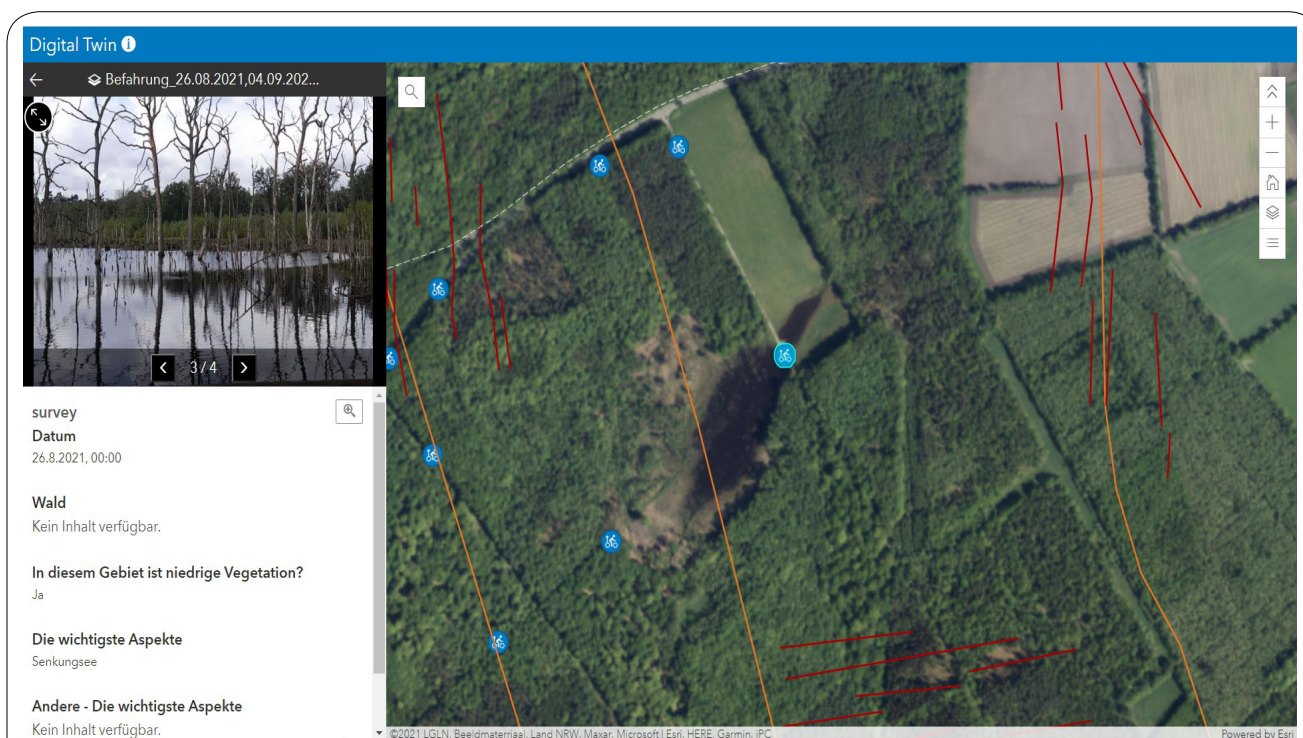 Digital Twin
Befahrung_26.08.2021,04.09.202...
3 / 4
survey
Datum
26.8.2021, 00:00
Wald
Kein Inhalt verfügbar.
In diesem Gebiet ist niedrige Vegetation?
Ja
Die wichtigste Aspekte
Senkungsee
Andere - Die wichtigste Aspekte
Kein Inhalt verfügbar.
©2021 LGLN, Beeldmaterriaal, Land NRW, Maxar, Microsoft | Esri, HERE, Garmin, iPC
Powered by Esri